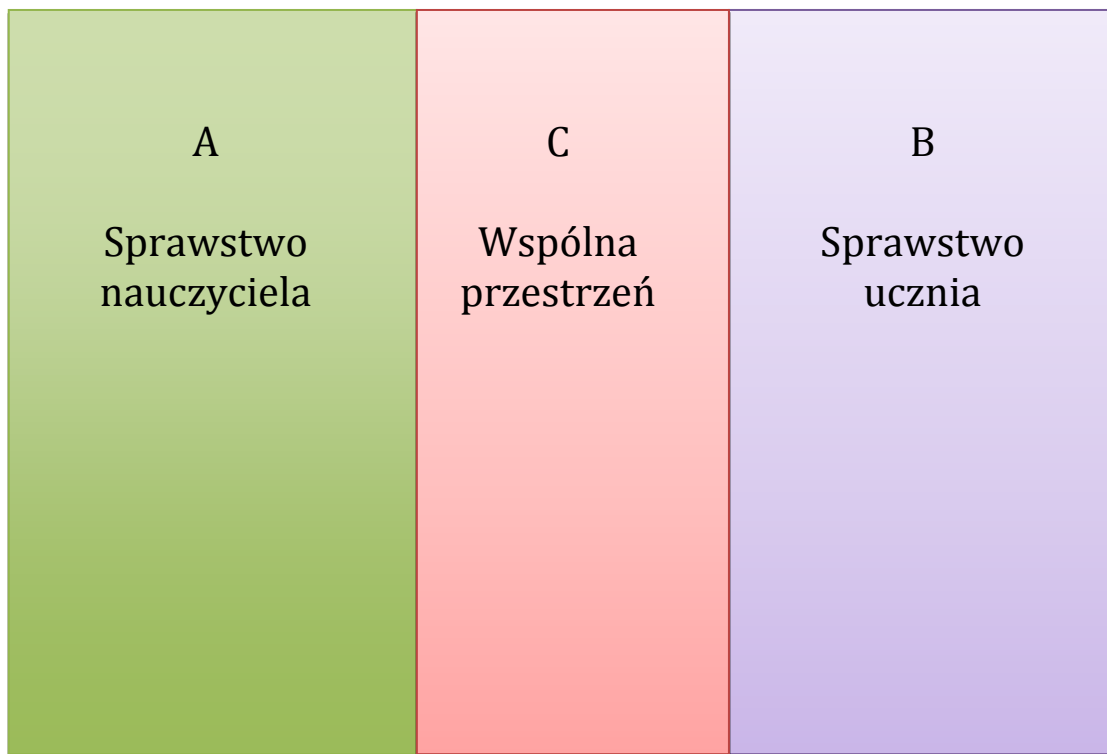 A
Sprawstwo
nauczyciela
C
Wspólna
przestrzeń
B
Sprawstwo
ucznia